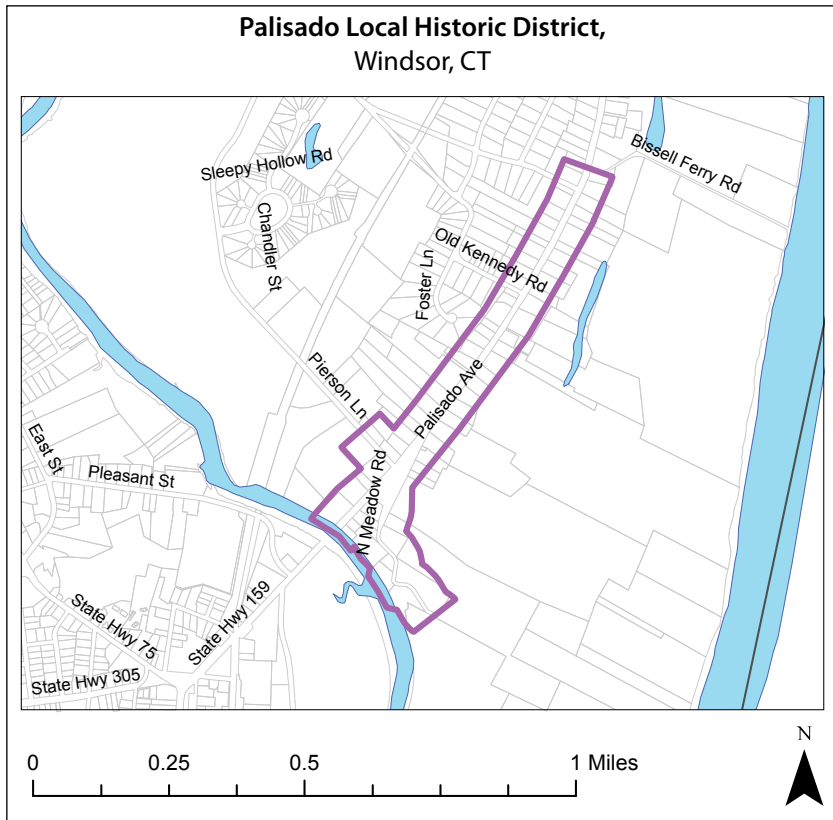 Palisado Local Historic District,
Windsor, CT
Bissell Ferry Rd
Sleepy Hollow Rd
Chandler St
Old Kennedy Rd
Foster Ln
Pierson Ln
Palisado Ave
East St
Pleasant St
N Meadow Rd
State Hwy 159
State Hwy 75
State Hwy 305
N
0 0.25 0.5 1 Miles